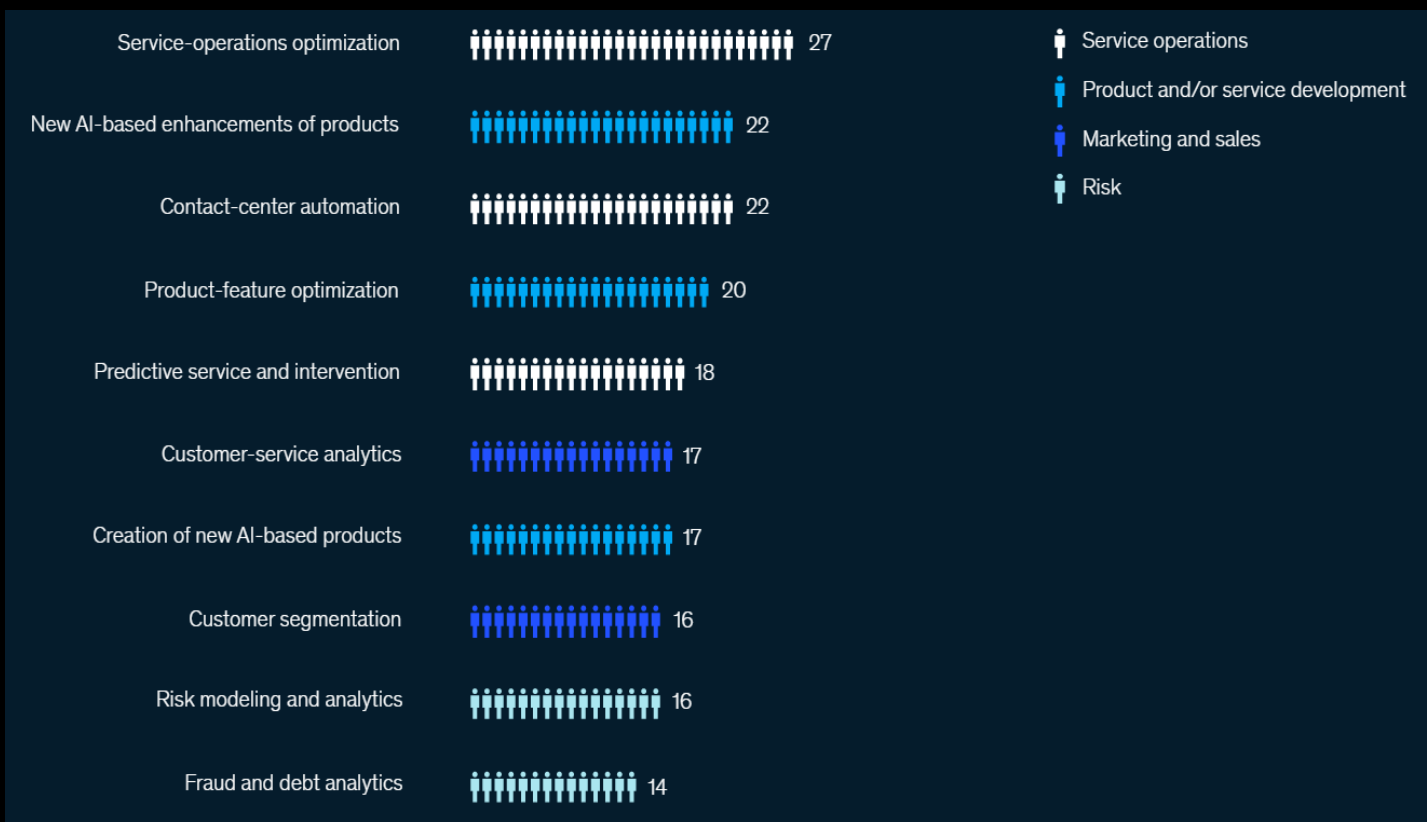 Service-operations optimization 27
New AI-based enhancements of products 22
Contact-center automation 22
Product-feature optimization 20
Predictive service and intervention 18
Customer-service analytics 17
Creation of new AI-based products 17
Customer segmentation 16
Risk modeling and analytics 16
Fraud and debt analytics 14
Service operations
Product and/or service development
Marketing and sales
Risk